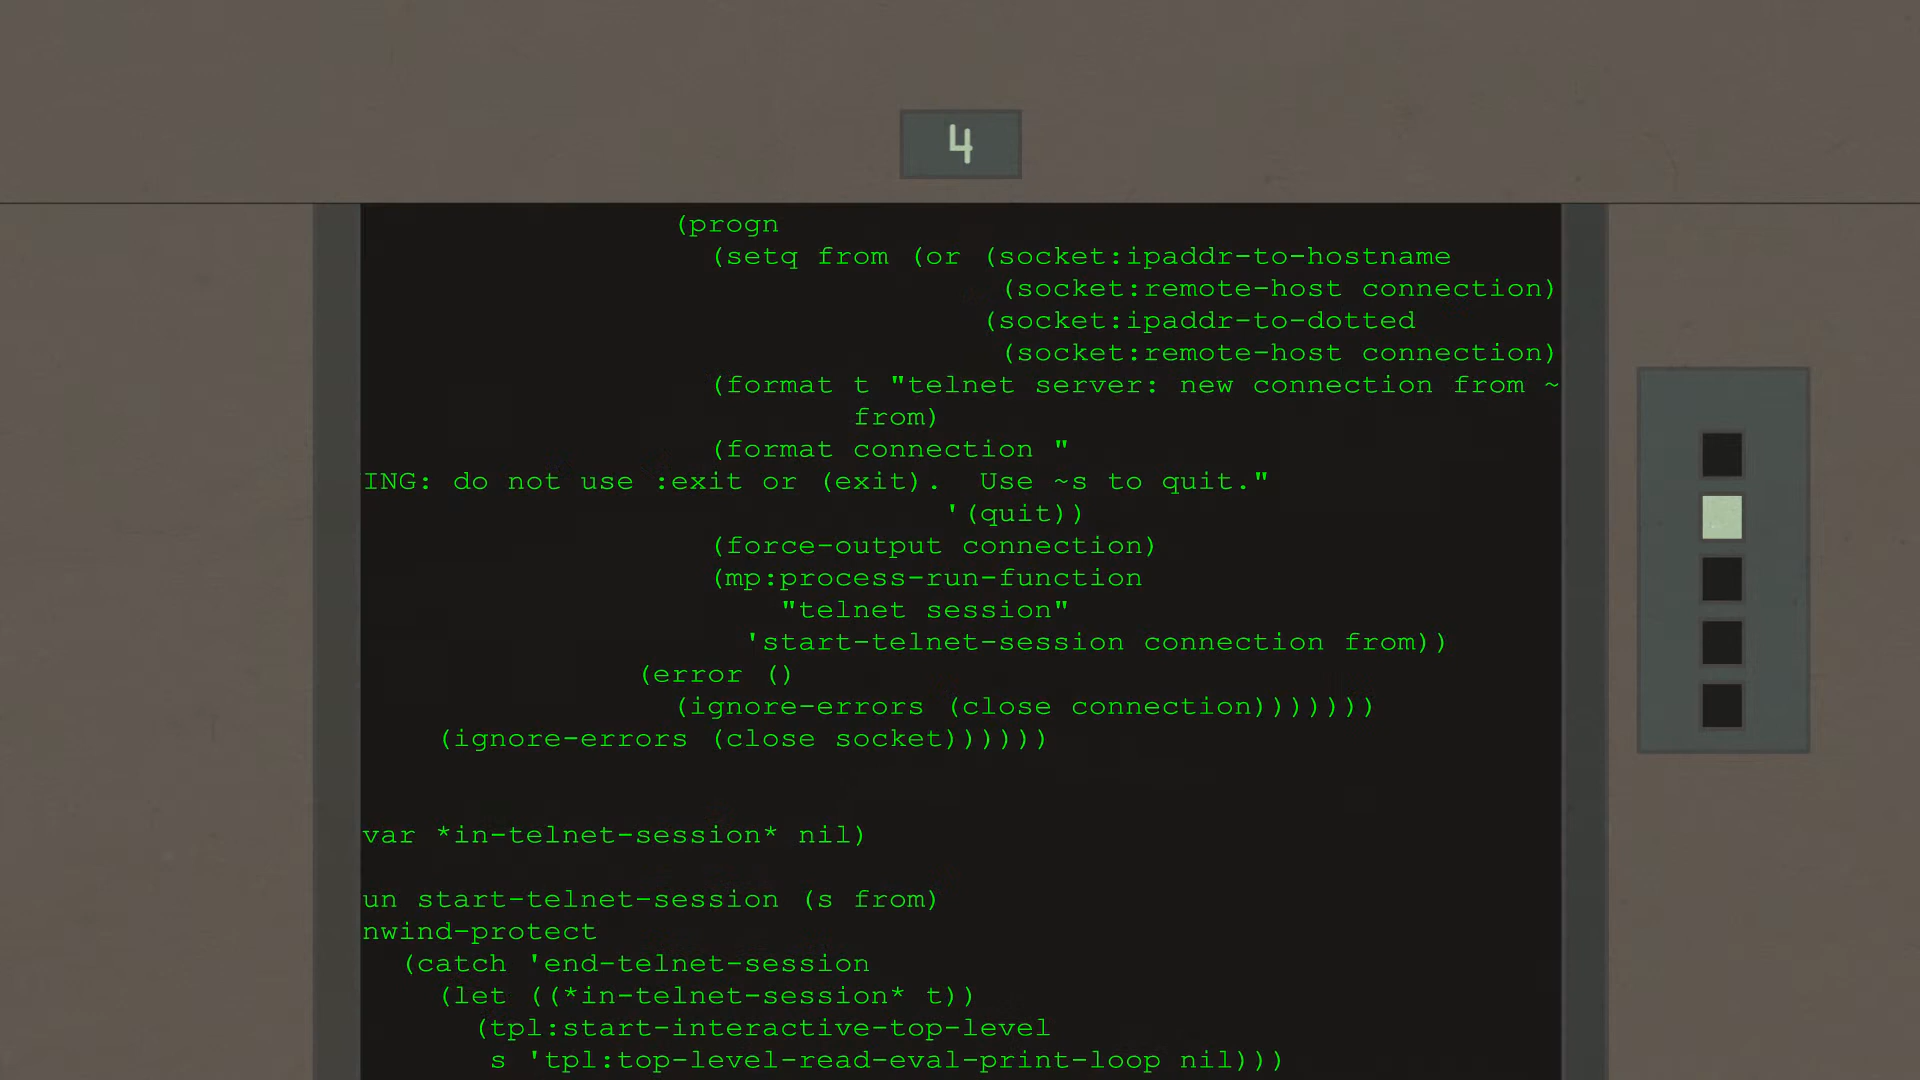 4
(progn
(setq from (or (socket:ipaddr-to-hostname
(socket:remote-host connection)
(socket:ipaddr-to-dotted
(socket:remote-host connection)
(format t "telnet server: new connection from ~
from)
(format connection "
ING: do not use :exit or (exit).  Use ~s to quit."
'(quit))
(force-output connection)
(mp:process-run-function
"telnet session"
'start-telnet-session connection from))
(error ()
(ignore-errors (close connection)))))))
(ignore-errors (close socket))))))
var *in-telnet-session* nil)
un start-telnet-session (s from)
nwind-protect
(catch 'end-telnet-session
(let ((*in-telnet-session* t))
(tpl:start-interactive-top-level
s 'tpl:top-level-read-eval-print-loop nil)))